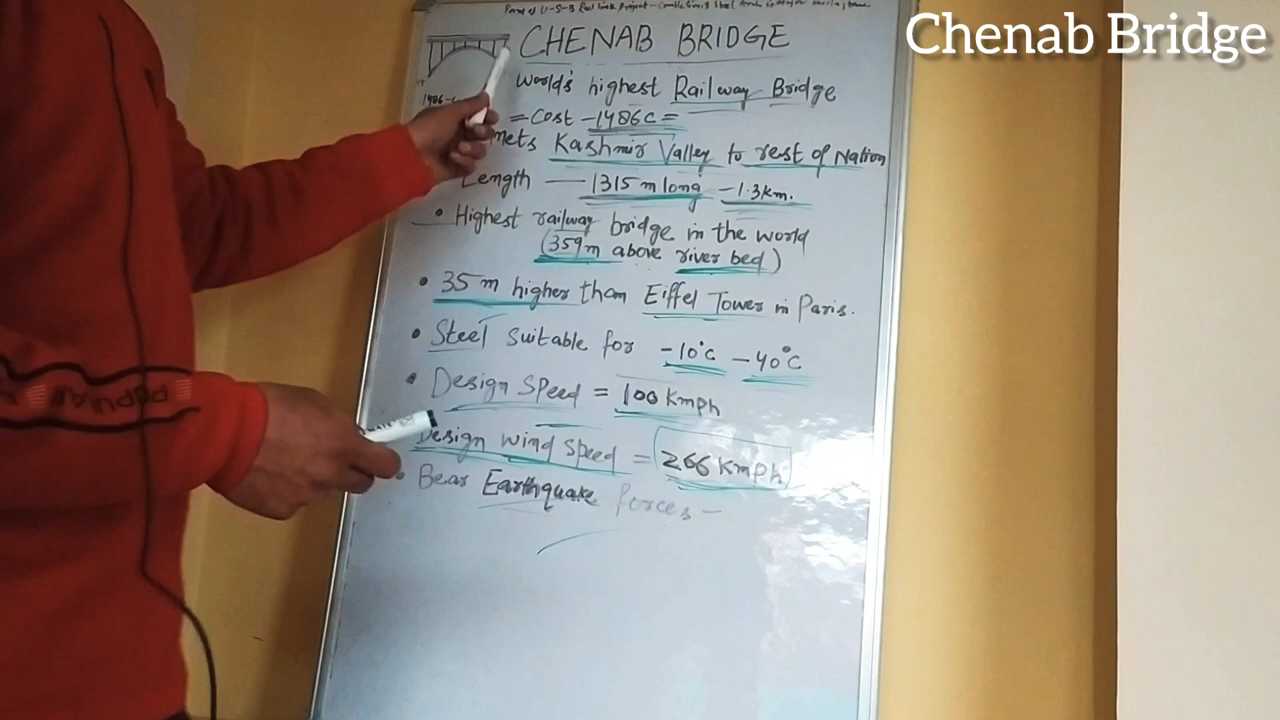 Chenab Bridge
CHENAB BRIDGE
World's highest Railway Bridge
= Cost - 1486C =
Kashmir Valley to rest of Nation
Length — 1315 m long - 1.3km.
• Highest railway bridge in the world
(359m above river bed)
• 35 m higher than Eiffel Tower in Paris.
• Steel suitable for -10°C - 40°C
• Design speed = 100 Kmph
Design wind speed = 266 Kmph
• Bear Earthquake forces -
POPULAR